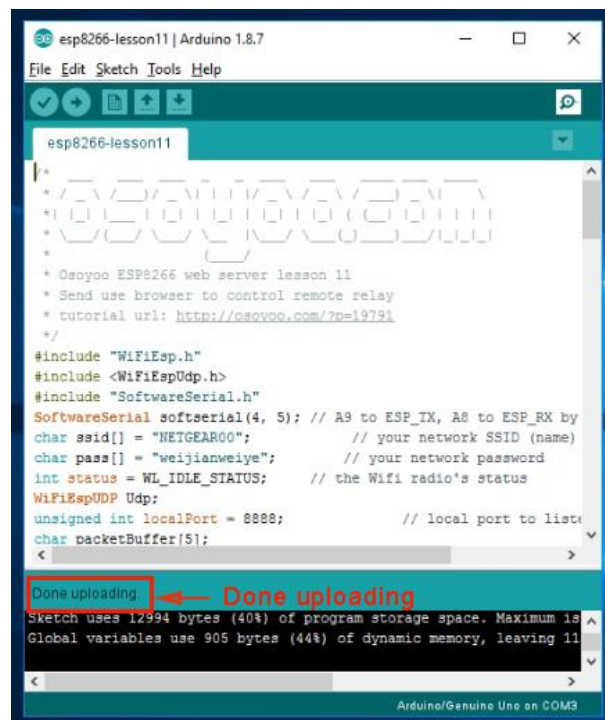 esp8266-lesson11 | Arduino 1.8.7
File Edit Sketch Tools Help
esp8266-lesson11
/*
* Osoyoo ESP8266 web server lesson 11
* Send use browser to control remote relay
* tutorial url: http://osoyoo.com/?p=19791
*/
#include "WiFiEsp.h"
#include <WiFiEspUdp.h>
#include "SoftwareSerial.h"
SoftwareSerial softserial(4, 5); // A9 to ESP_TX, A8 to ESP_RX by
char ssid[] = "NETGEAR00"; // your network SSID (name)
char pass[] = "weijianweiye"; // your network password
int status = WL_IDLE_STATUS; // the Wifi radio's status
WiFiEspUDP Udp;
unsigned int localPort = 8888; // local port to liste
char packetBuffer[5];
Done uploading. Done uploading
Sketch uses 12994 bytes (40%) of program storage space. Maximum is
Global variables use 905 bytes (44%) of dynamic memory, leaving 11
Arduino/Genuino Uno on COM3